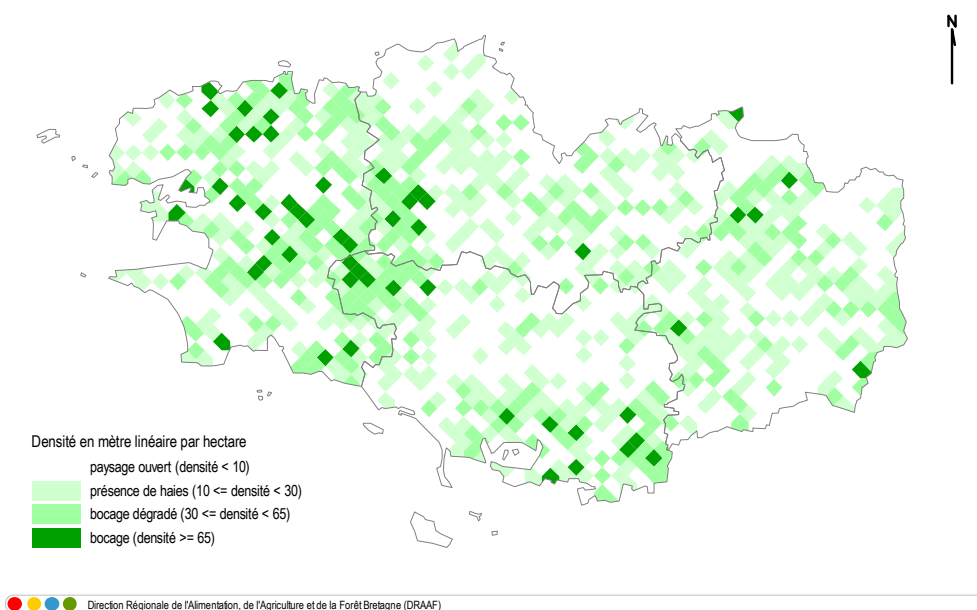 N
Densité en mètre linéaire par hectare
paysage ouvert (densité < 10)
présence de haies (10 <= densité < 30)
bocage dégradé (30 <= densité < 65)
bocage (densité >= 65)
Direction Régionale de l'Alimentation, de l'Agriculture et de la Forêt Bretagne (DRAAF)